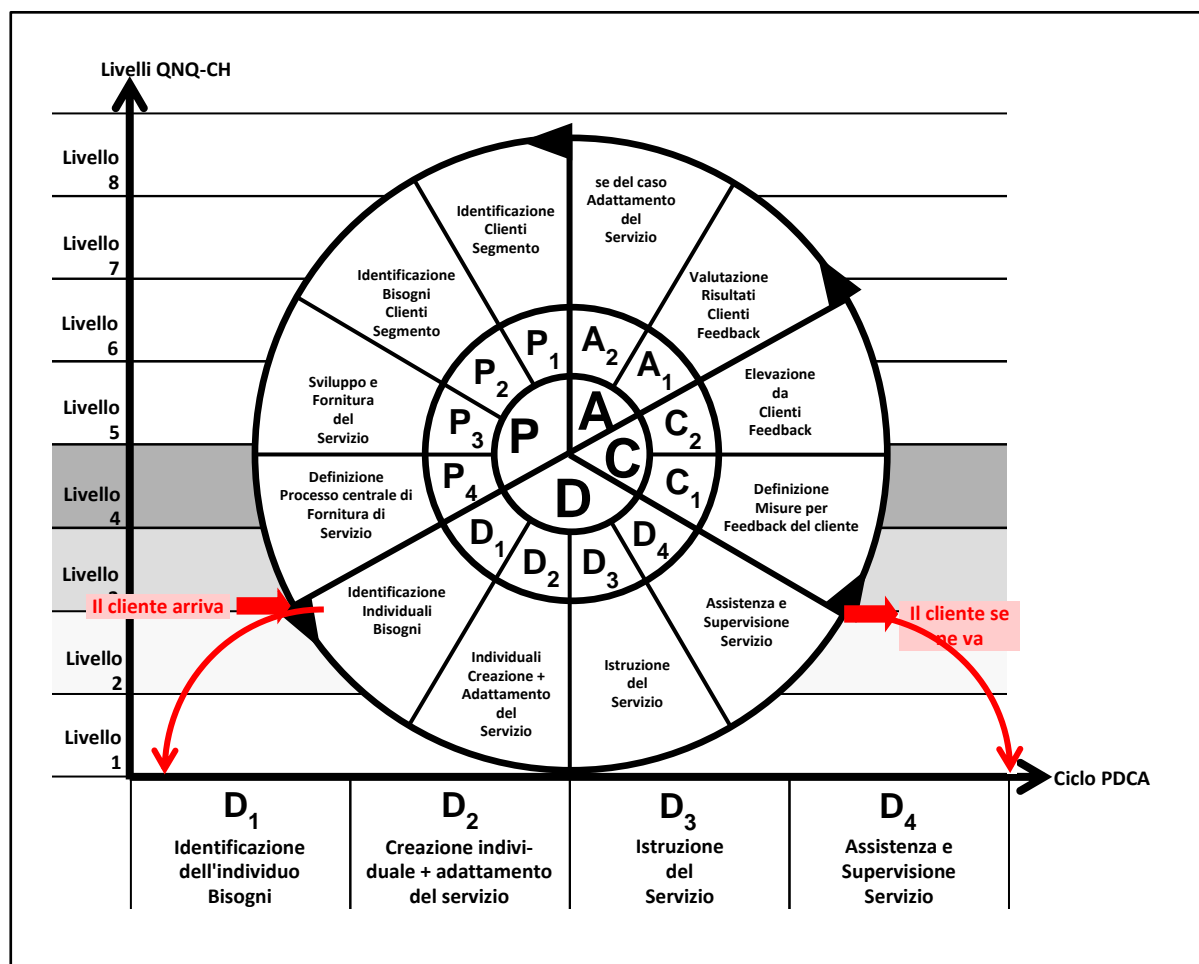 Livelli QNQ-CH
Livello
8
Livello
7
Livello
6
Livello
5
Livello
4
Livello
Livello
2
Livello
1
Identificazione
Clienti
Segmento
se del caso
Adattamento
del
Servizio
Identificazione
Bisogni
Clienti
Segmento
Valutazione
Risultati
Clienti
Feedback
Sviluppo e
Fornitura
del
Servizio
Elevazione
da
Clienti
Feedback
Definizione
Processo centrale di
Fornitura di
Servizio
Definizione
Misure per
Feedback del cliente
Identificazione
Individuali
Bisogni
Assistenza e
Supervisione
Servizio
Individuali
Creazione +
Adattamento
del
Servizio
Istruzione
del
Servizio
P1
A2
P2
A1
P3
C2
P4
C1
D1
D2
D3
D4
P
A
C
D
Il cliente arriva
Il cliente se
ne va
Ciclo PDCA
D1
Identificazione
dell'individuo
Bisogni
D2
Creazione indivi-
duale + adattamento
del servizio
D3
Istruzione
del
Servizio
D4
Assistenza e
Supervisione
Servizio